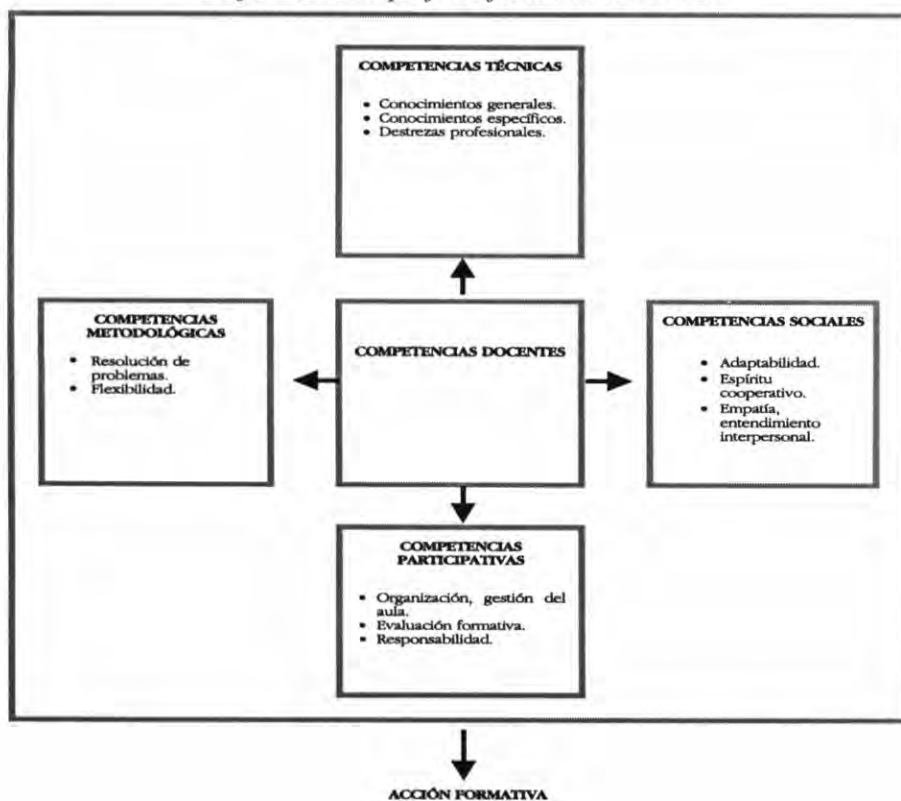 COMPETENCIAS TÉCNICAS
• Conocimientos generales.
• Conocimientos específicos.
• Destrezas profesionales.
COMPETENCIAS
METODOLÓGICAS
• Resolución de
problemas.
• Flexibilidad.
COMPETENCIAS DOCENTES
COMPETENCIAS SOCIALES
• Adaptabilidad.
• Espíritu
cooperativo.
• Empatía,
entendimiento
interpersonal.
COMPETENCIAS
PARTICIPATIVAS
• Organización, gestión del
aula.
• Evaluación formativa.
• Responsabilidad.
ACCIÓN FORMATIVA